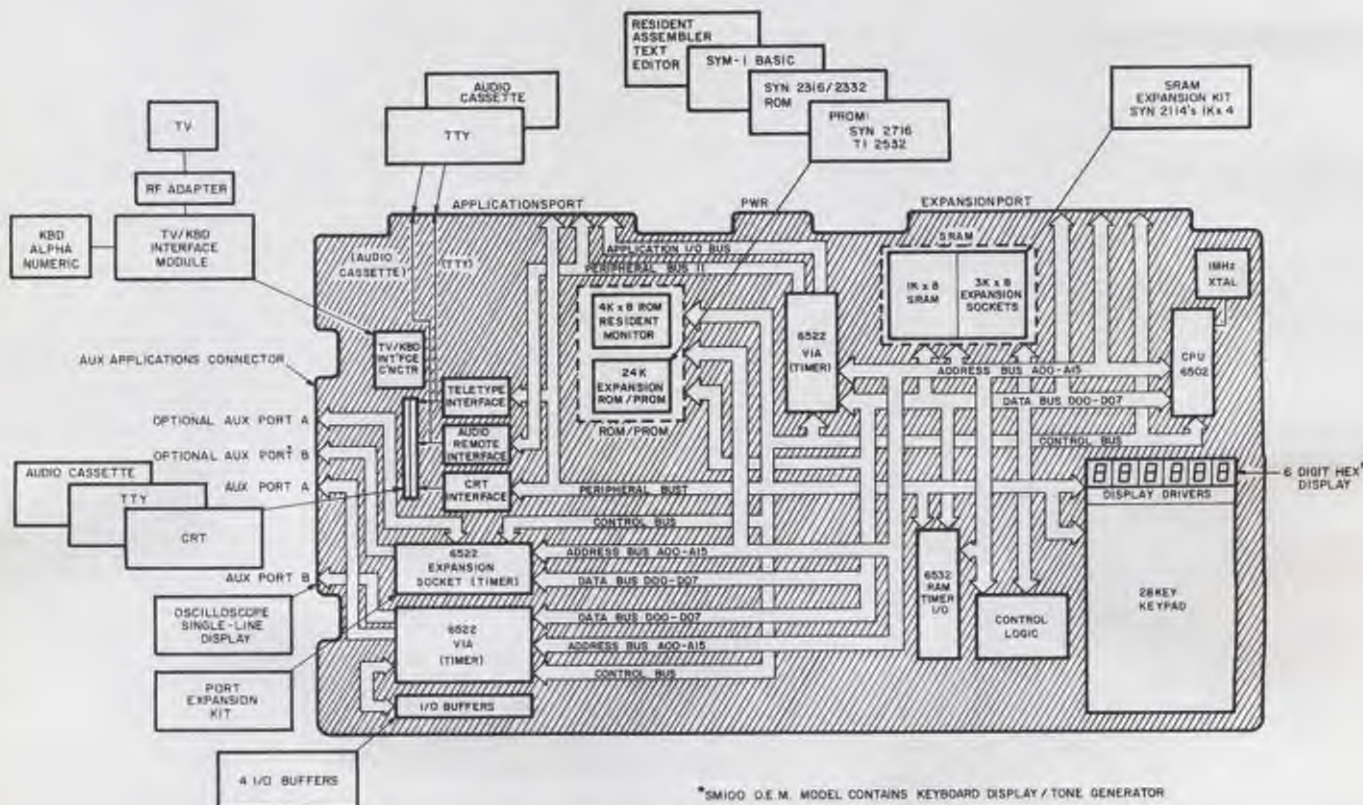 RESIDENT
ASSEMBLER
TEXT
EDITOR
SYM-1 BASIC
SYN 2316/2332
ROM
PROM:
SYN 2716
TI 2532
SRAM
EXPANSION KIT
SYN 2114's 1Kx4
AUDIO
CASSETTE
TTY
TV
RF ADAPTER
KBD
ALPHA
NUMERIC
TV/KBD
INTERFACE
MODULE
APPLICATIONSPORT
PWR
EXPANSIONPORT
(AUDIO
CASSETTE)
(TTY)
APPLICATION I/O BUS
PERIPHERAL BUS II
SRAM
1K x 8
SRAM
3K x 8
EXPANSION
SOCKETS
1MHz
XTAL
4K x 8 ROM
RESIDENT
MONITOR
24K
EXPANSION
ROM/PROM
ROM/PROM
6522
VIA
(TIMER)
CPU
6502
ADDRESS BUS A00-A15
DATA BUS D00-D07
CONTROL BUS
TV/KBD
INT'FCE
C'NCTR
AUX APPLICATIONS CONNECTOR
TELETYPE
INTERFACE
AUDIO
REMOTE
INTERFACE
CRT
INTERFACE
OPTIONAL AUX PORT A
OPTIONAL AUX PORT B
AUX PORT A
AUDIO CASSETTE
TTY
CRT
PERIPHERAL BUST
CONTROL BUS
6 DIGIT HEX*
DISPLAY
DISPLAY DRIVERS
6522
EXPANSION
SOCKET (TIMER)
ADDRESS BUS A00-A15
DATA BUS D00-D07
AUX PORT B
OSCILLOSCOPE
SINGLE-LINE
DISPLAY
6522
VIA
(TIMER)
DATA BUS D00-D07
ADDRESS BUS A00-A15
CONTROL BUS
6532
RAM
TIMER
I/O
CONTROL
LOGIC
28KEY
KEYPAD
PORT
EXPANSION
KIT
I/O BUFFERS
4 I/O BUFFERS
*SM100 O.E.M. MODEL CONTAINS KEYBOARD DISPLAY / TONE GENERATOR